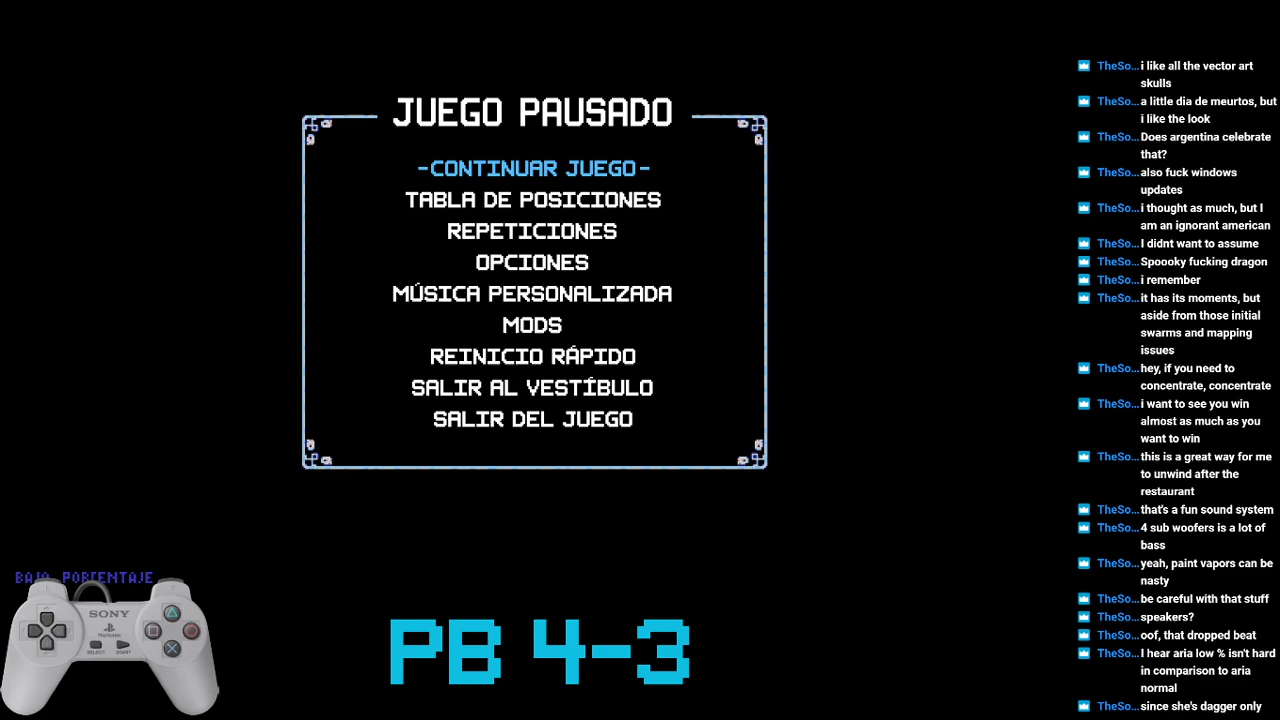 JUEGO PAUSADO
-CONTINUAR JUEGO-
TABLA DE POSICIONES
REPETICIONES
OPCIONES
MÚSICA PERSONALIZADA
MODS
REINICIO RÁPIDO
SALIR AL VESTÍBULO
SALIR DEL JUEGO
BAJO PORCENTAJE
SONY
PlayStation
SELECT START
PB 4-3
TheSo... i like all the vector art
skulls
TheSo... a little dia de meurtos, but
i like the look
TheSo... Does argentina celebrate
that?
TheSo... also fuck windows
updates
TheSo... i thought as much, but I
am an ignorant american
TheSo... I didnt want to assume
TheSo... Spoooky fucking dragon
TheSo... i remember
TheSo... it has its moments, but
aside from those initial
swarms and mapping
issues
TheSo... hey, if you need to
concentrate, concentrate
TheSo... i want to see you win
almost as much as you
want to win
TheSo... this is a great way for me
to unwind after the
restaurant
TheSo... that's a fun sound system
TheSo... 4 sub woofers is a lot of
bass
TheSo... yeah, paint vapors can be
nasty
TheSo... be careful with that stuff
TheSo... speakers?
TheSo... oof, that dropped beat
TheSo... I hear aria low % isn't hard
in comparison to aria
normal
TheSo... since she's dagger only